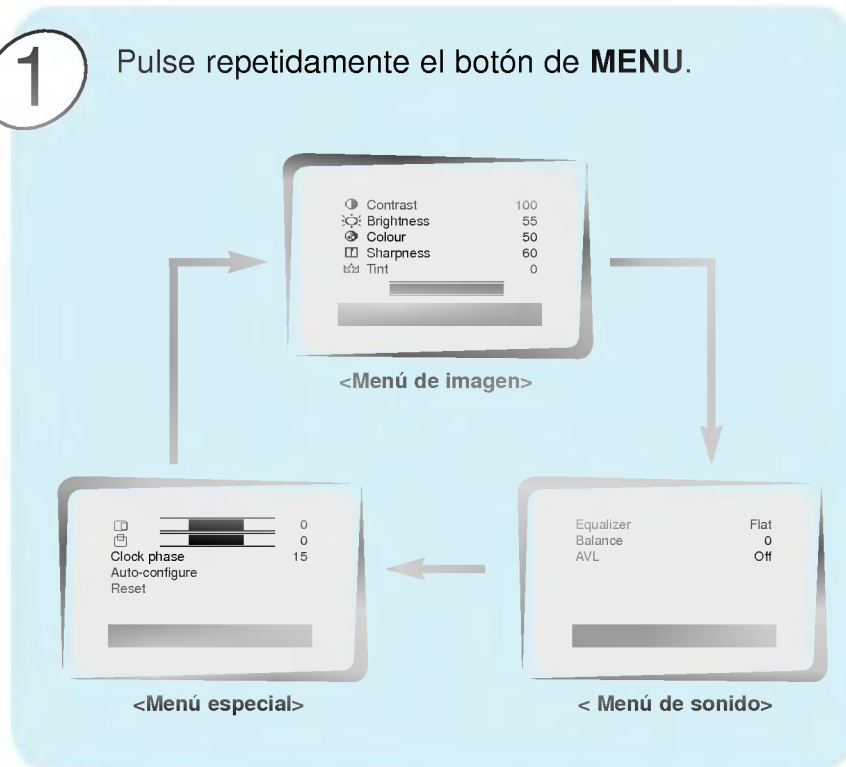 1 Pulse repetidamente el botón de MENU.
Contrast 100
Brightness 55
Colour 50
Sharpness 60
Tint 0
<Menú de imagen>
0
0
Clock phase 15
Auto-configure
Reset
<Menú especial>
Equalizer Flat
Balance 0
AVL Off
< Menú de sonido>